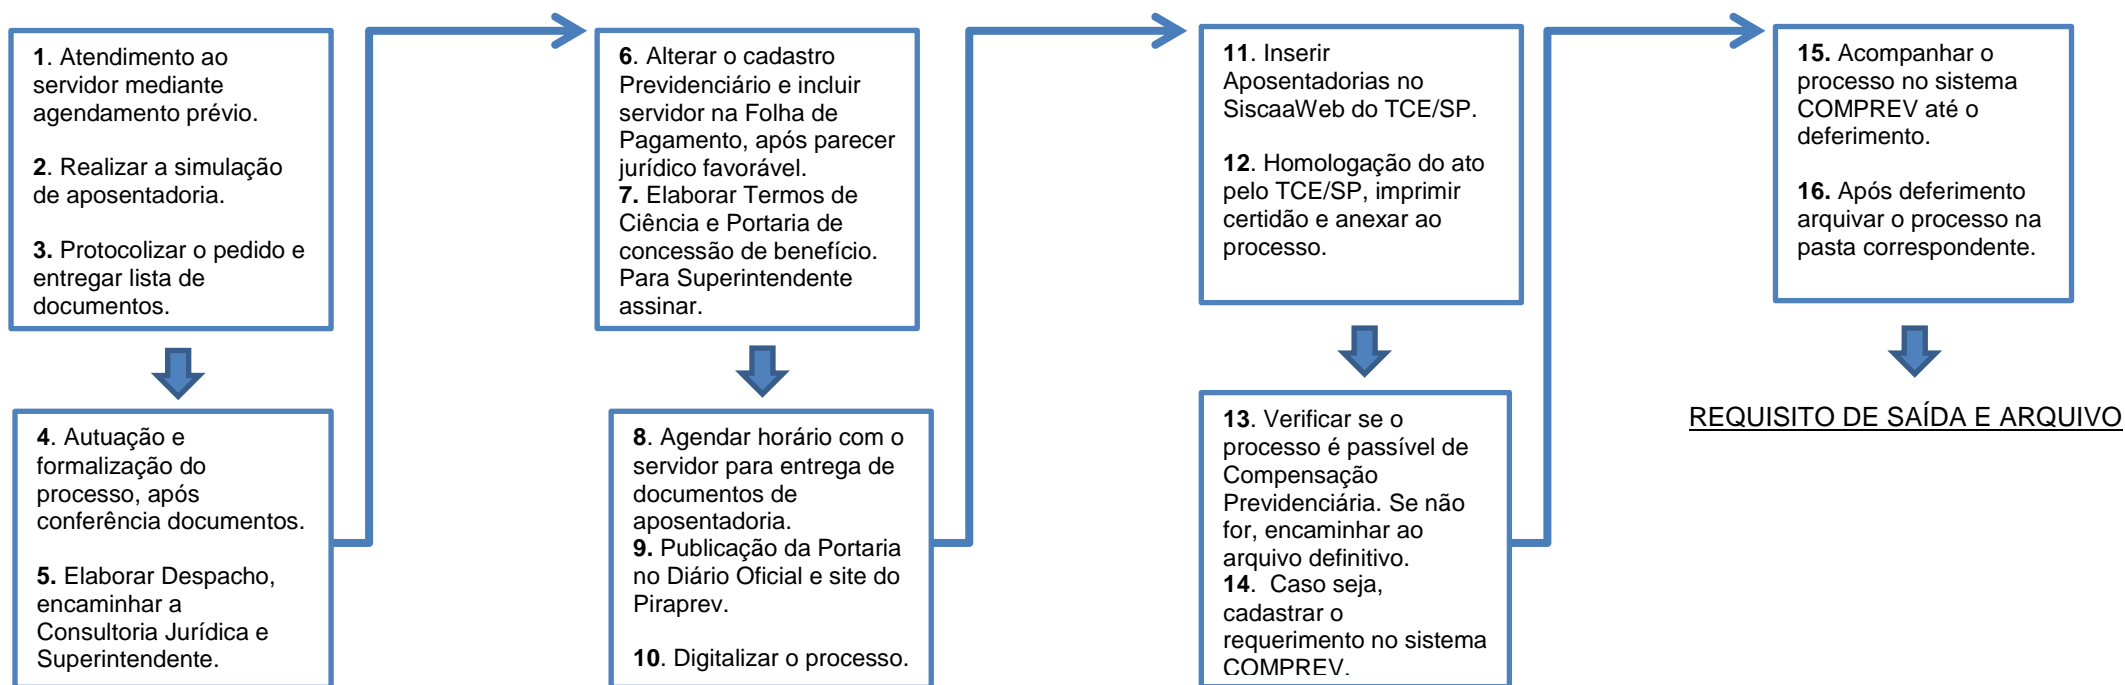 1. Atendimento ao
servidor mediante
agendamento prévio.
2. Realizar a simulação
de aposentadoria.
3. Protocolizar o pedido e
entregar lista de
documentos.
4. Autuação e
formalização do
processo, após
conferência documentos.
5. Elaborar Despacho,
encaminhar a
Consultoria Jurídica e
Superintendente.
6. Alterar o cadastro
Previdenciário e incluir
servidor na Folha de
Pagamento, após parecer
jurídico favorável.
7. Elaborar Termos de
Ciência e Portaria de
concessão de benefício.
Para Superintendente
assinar.
8. Agendar horário com o
servidor para entrega de
documentos de
aposentadoria.
9. Publicação da Portaria
no Diário Oficial e site do
Piraprev.
10. Digitalizar o processo.
11. Inserir
Aposentadorias no
SiscaaWeb do TCE/SP.
12. Homologação do ato
pelo TCE/SP, imprimir
certidão e anexar ao
processo.
13. Verificar se o
processo é passível de
Compensação
Previdenciária. Se não
for, encaminhar ao
arquivo definitivo.
14.  Caso seja,
cadastrar o
requerimento no sistema
COMPREV.
15. Acompanhar o
processo no sistema
COMPREV até o
deferimento.
16. Após deferimento
arquivar o processo na
pasta correspondente.
REQUISITO DE SAÍDA E ARQUIVO